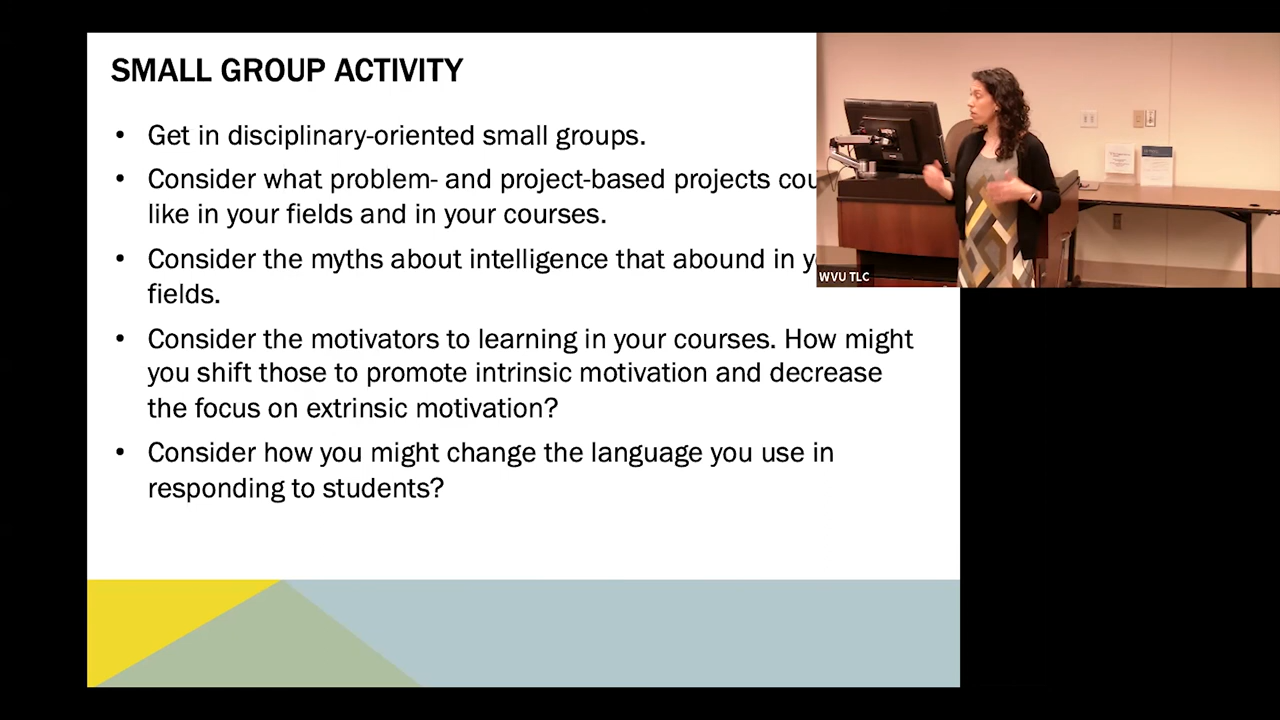 SMALL GROUP ACTIVITY
• Get in disciplinary-oriented small groups.
• Consider what problem- and project-based projects
like in your fields and in your courses.
• Consider the myths about intelligence that abound in
fields.
• Consider the motivators to learning in your courses. How might
you shift those to promote intrinsic motivation and decrease
the focus on extrinsic motivation?
• Consider how you might change the language you use in
responding to students?
WVU TLC